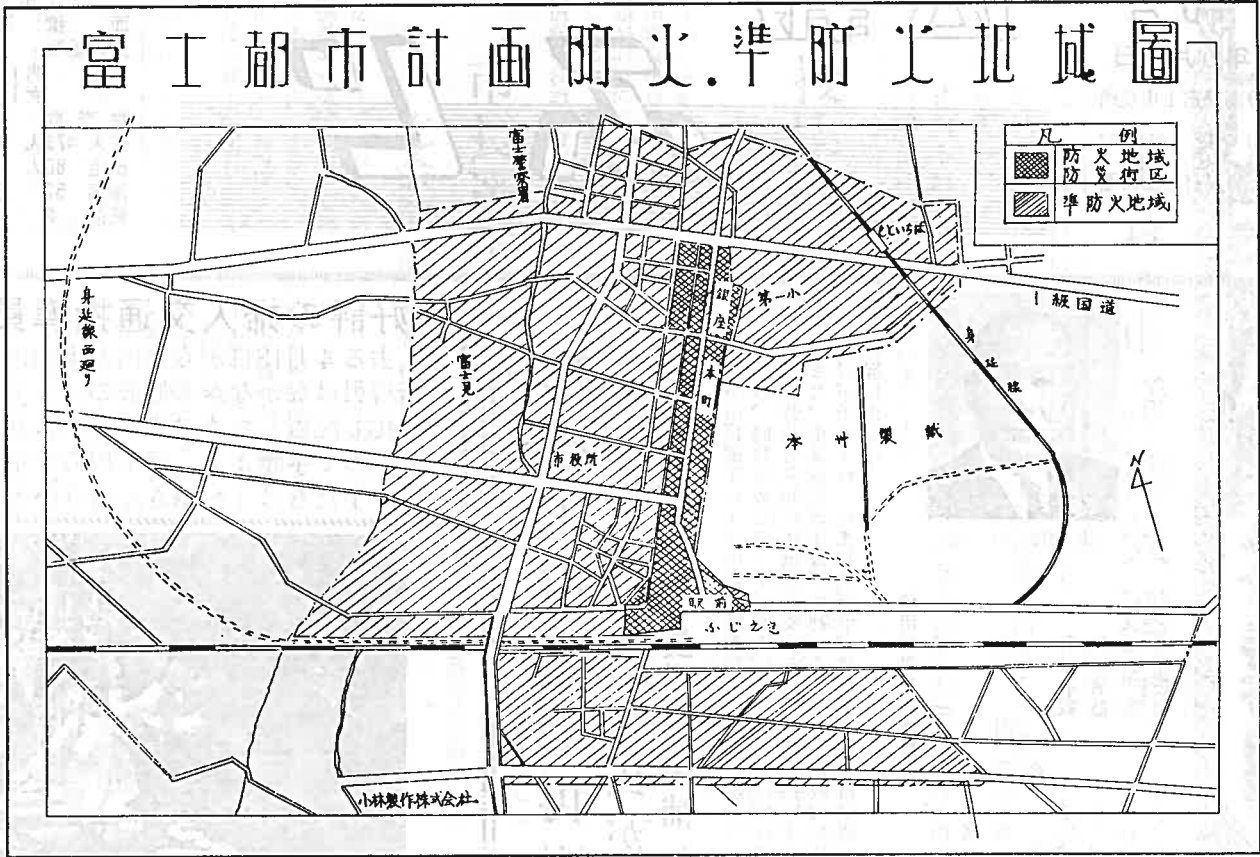 富士都市計画防火.準防火地域圖
凡例
防火地域
防災街区
準防火地域
富士警察署
もといちば
銀座
第一小
1級国道
身延線西廻り
富士見
本町
身延線
本州製紙
市役所
N
駅前
ふじえき
小林製作株式会社